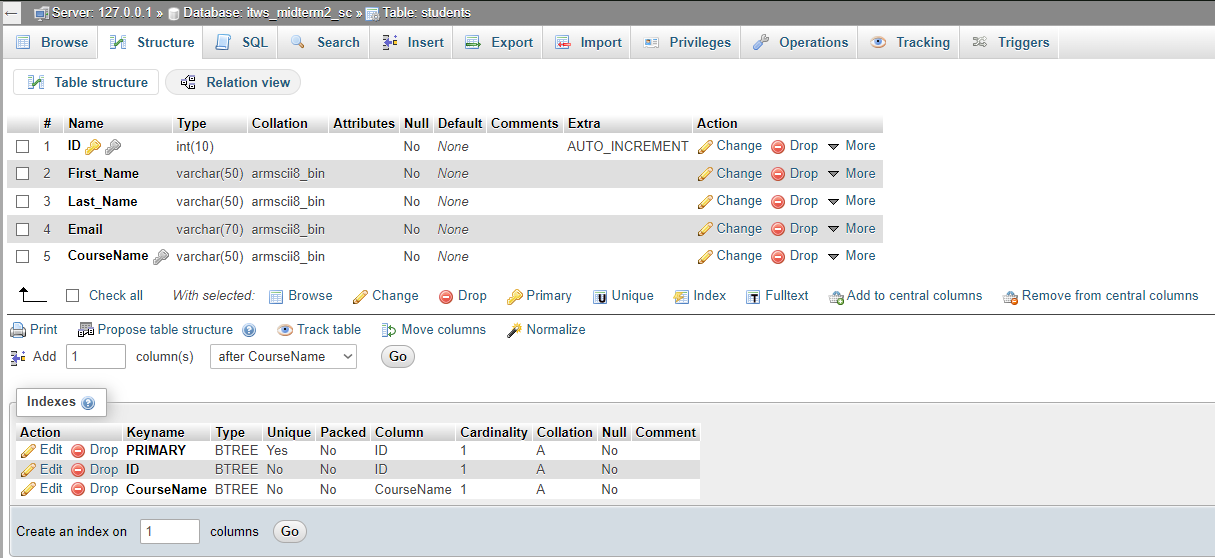 Server: 127.0.0.1 » Database: itws_midterm2_sc » Table: students
Browse Structure SQL Search Insert Export Import Privileges Operations Tracking Triggers
Table structure Relation view
# Name Type Collation Attributes Null Default Comments Extra Action
1 ID int(10) No None AUTO_INCREMENT Change Drop More
2 First_Name varchar(50) armscii8_bin No None Change Drop More
3 Last_Name varchar(50) armscii8_bin No None Change Drop More
4 Email varchar(70) armscii8_bin No None Change Drop More
5 CourseName varchar(50) armscii8_bin No None Change Drop More
Check all With selected: Browse Change Drop Primary Unique Index Fulltext Add to central columns Remove from central columns
Print Propose table structure Track table Move columns Normalize
Add 1 column(s) after CourseName Go
Indexes
Action Keyname Type Unique Packed Column Cardinality Collation Null Comment
Edit Drop PRIMARY BTREE Yes No ID 1 A No
Edit Drop ID BTREE No No ID 1 A No
Edit Drop CourseName BTREE No No CourseName 1 A No
Create an index on 1 columns Go